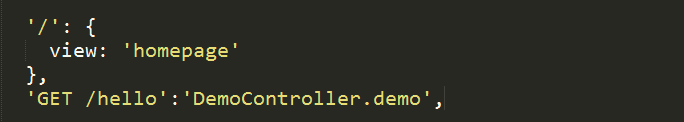 '/': {
view: 'homepage'
},
'GET /hello':'DemoController.demo',